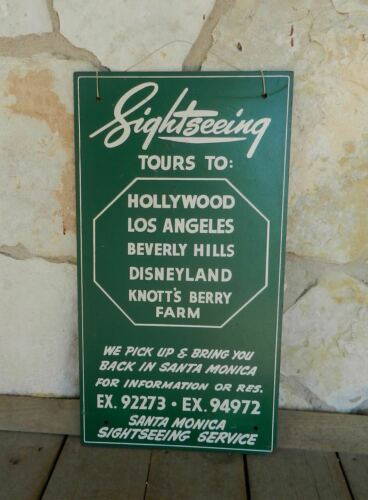 Sightseeing
TOURS TO:
HOLLYWOOD
LOS ANGELES
BEVERLY HILLS
DISNEYLAND
KNOTT'S BERRY
FARM
WE PICK UP & BRING YOU
BACK IN SANTA MONICA
FOR INFORMATION OR RES.
EX. 92273 • EX. 94972
SANTA MONICA
SIGHTSEEING SERVICE